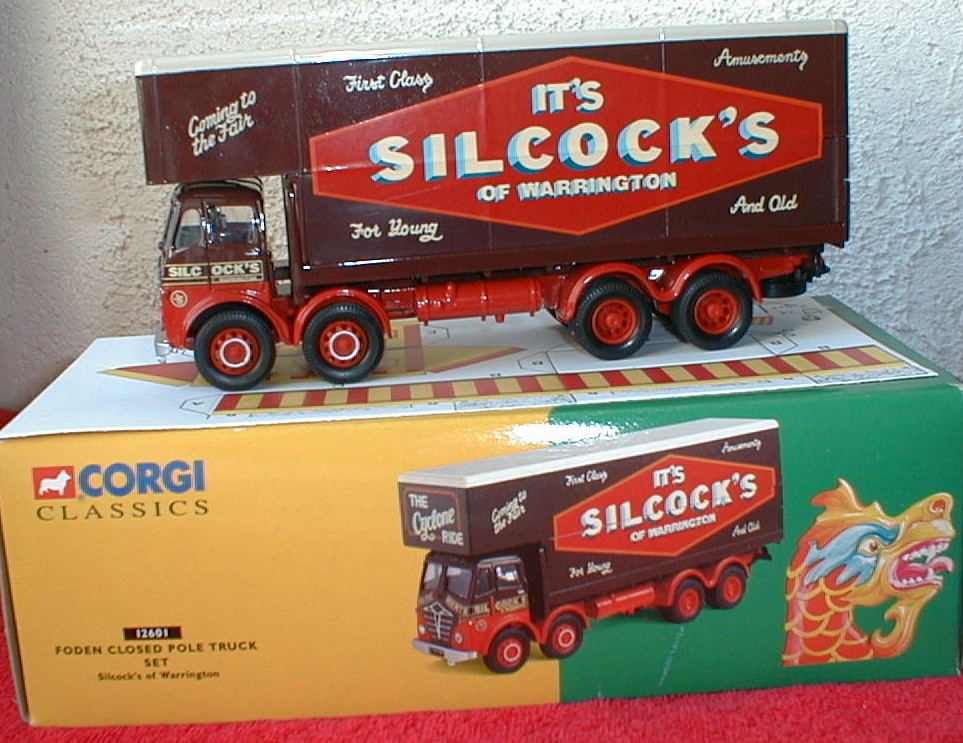 Coming to
the Fair
First Class
Amusements
IT'S
SILCOCK'S
OF WARRINGTON
For Young
And Old
SILCOCK'S
CORGI
CLASSICS
12601
FODEN CLOSED POLE TRUCK
SET
Silcock's of Warrington
THE
Cyclone
RIDE
Coming to
the Fair
First Class
Amusements
IT'S
SILCOCK'S
OF WARRINGTON
For Young
And Old
COCK'S